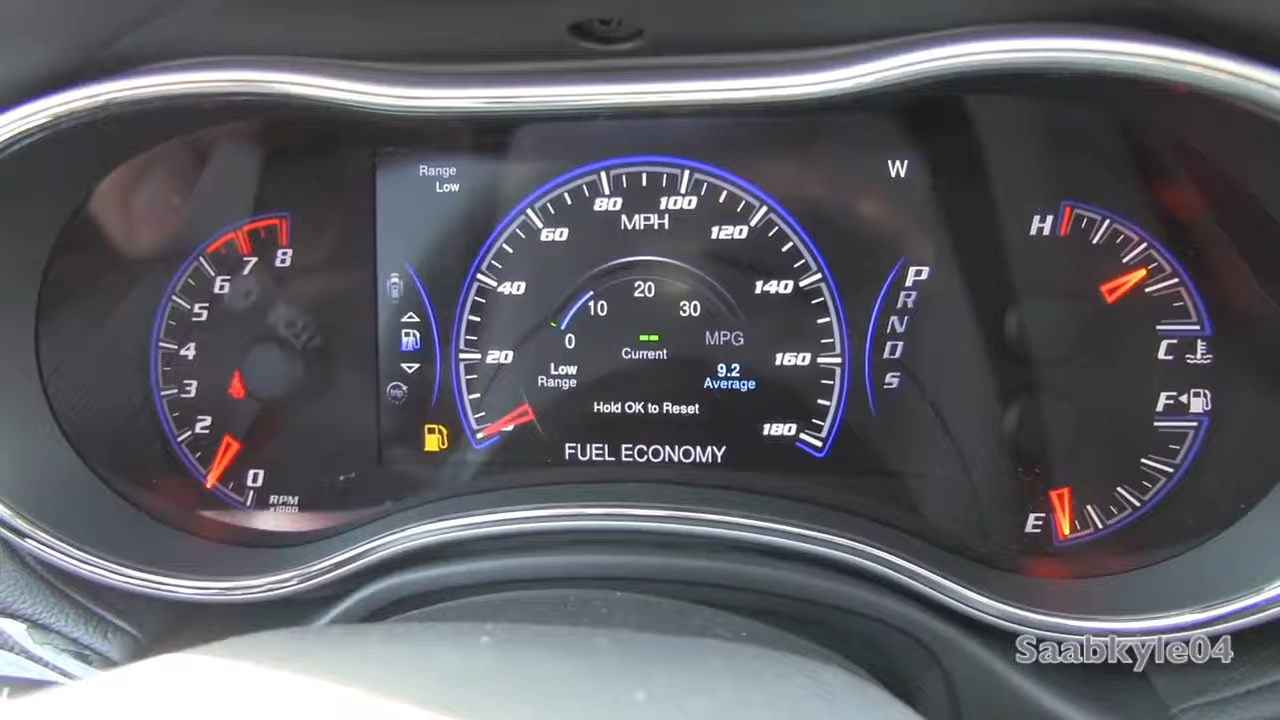 Range
Low
W
80
100
MPH
60
120
40
140
20
160
180
10
20
30
0
MPG
Current
Low
Range
9.2
Average
Hold OK to Reset
FUEL ECONOMY
trip
8
7
6
5
4
3
2
0
RPM
x1000
P
R
N
D
S
H
C
F
E
Saabkyle04